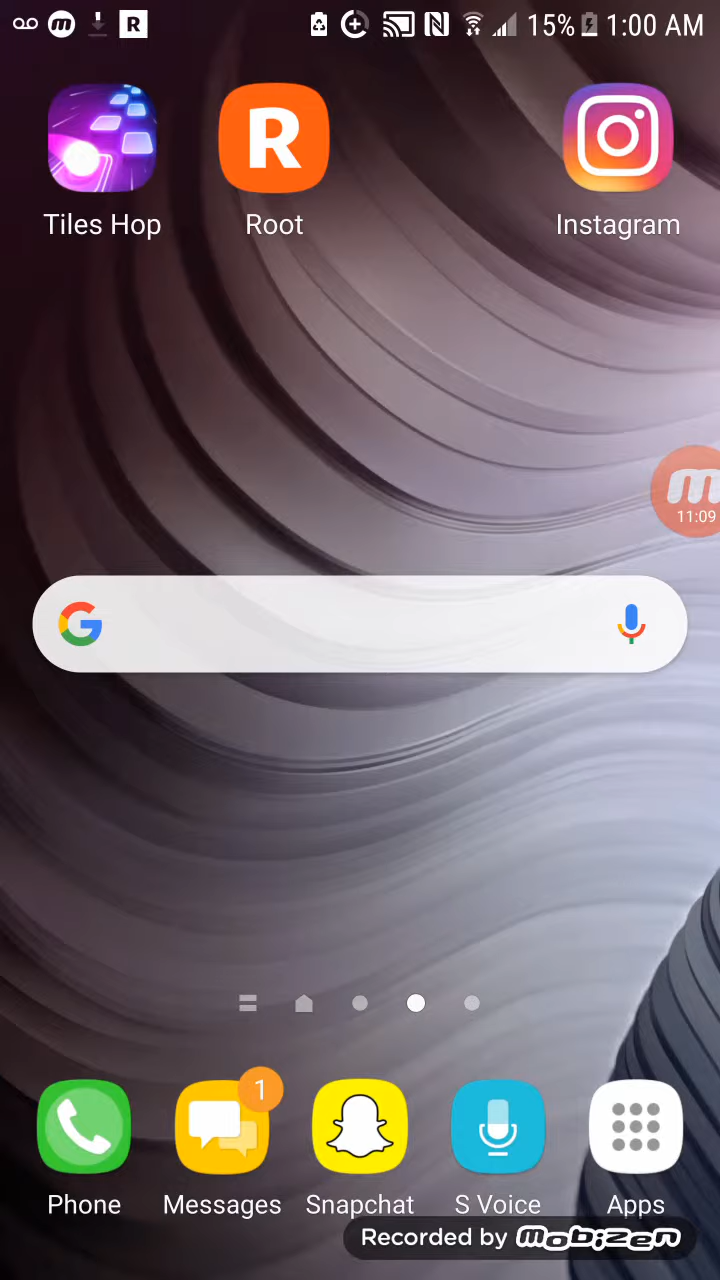 R 15% 1:00 AM
R
Tiles Hop Root Instagram
m
11:09
1
Phone Messages Snapchat S Voice Apps
Recorded by mobizen